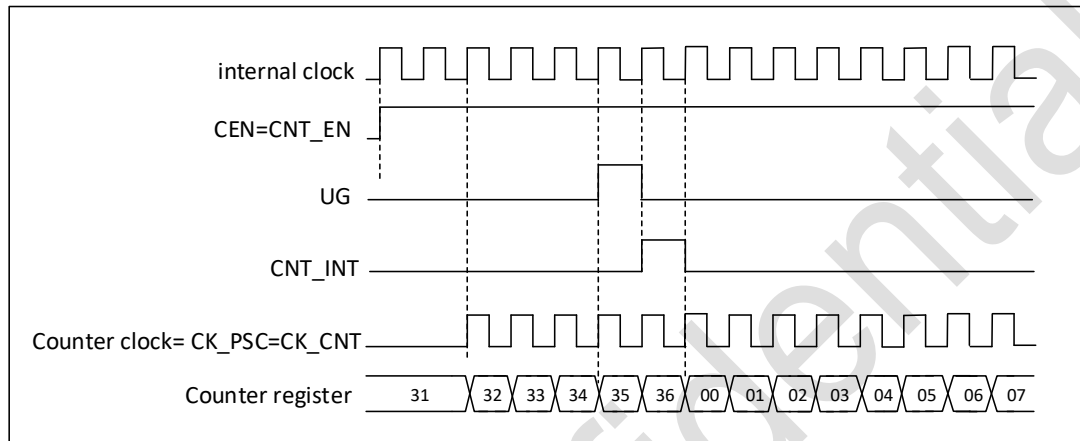 internal clock
CEN=CNT_EN
UG
CNT_INT
Counter clock= CK_PSC=CK_CNT
Counter register 31 32 33 34 35 36 00 01 02 03 04 05 06 07
fidential